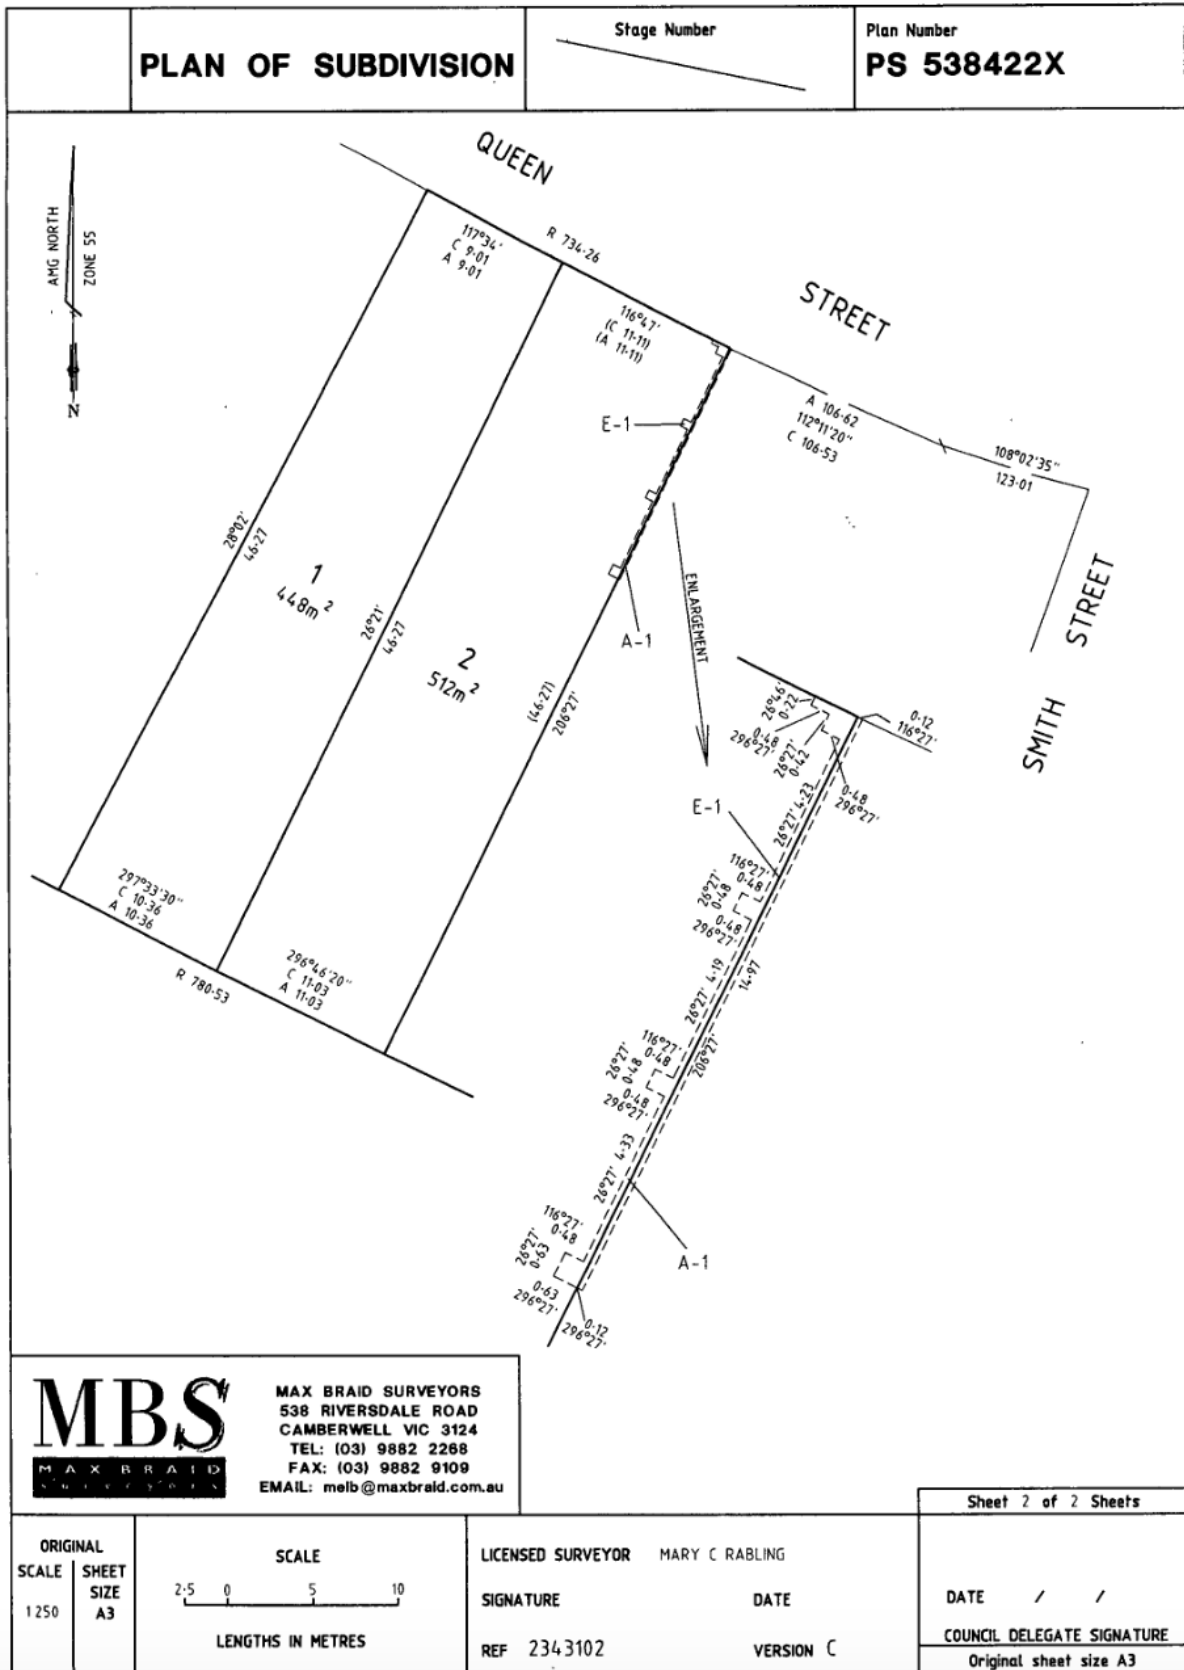 PLAN OF SUBDIVISION
Stage Number
Plan Number
PS 538422X
AMG NORTH
ZONE 55
N
QUEEN
STREET
R 734·26
117°34'
C 9·01
A 9·01
116°47'
(C 11·11)
(A 11·11)
A 106·62
112°11'20"
C 106·53
108°02'35"
123·01
SMITH STREET
E-1
A-1
ENLARGEMENT
28°02'
46·27
1
448m²
26°21'
46·27
2
512m²
(46·27)
206°27'
297°33'30"
C 10·36
A 10·36
R 780·53
296°46'20"
C 11·03
A 11·03
26°46'
0·22
0·48
296°27'
26°27'
0·42
0·12
116°27'
0·48
296°27'
E-1
26°27' 4·23
116°27'
0·48
26°27'
0·48
0·48
296°27'
26°27' 4·19
14·97
206°27'
116°27'
0·48
26°27'
0·48
0·48
296°27'
26°27' 4·33
A-1
116°27'
0·48
26°27'
0·63
0·63
296°27'
0·12
296°27'
MBS
MAX BRAID
MAX BRAID SURVEYORS
538 RIVERSDALE ROAD
CAMBERWELL VIC 3124
TEL: (03) 9882 2268
FAX: (03) 9882 9109
EMAIL: melb@maxbraid.com.au
Sheet 2 of 2 Sheets
ORIGINAL
SCALE
1 250
SHEET
SIZE
A3
SCALE
2·5 0 5 10
LENGTHS IN METRES
LICENSED SURVEYOR MARY C RABLING
SIGNATURE DATE
REF 2343102 VERSION C
DATE / /
COUNCIL DELEGATE SIGNATURE
Original sheet size A3